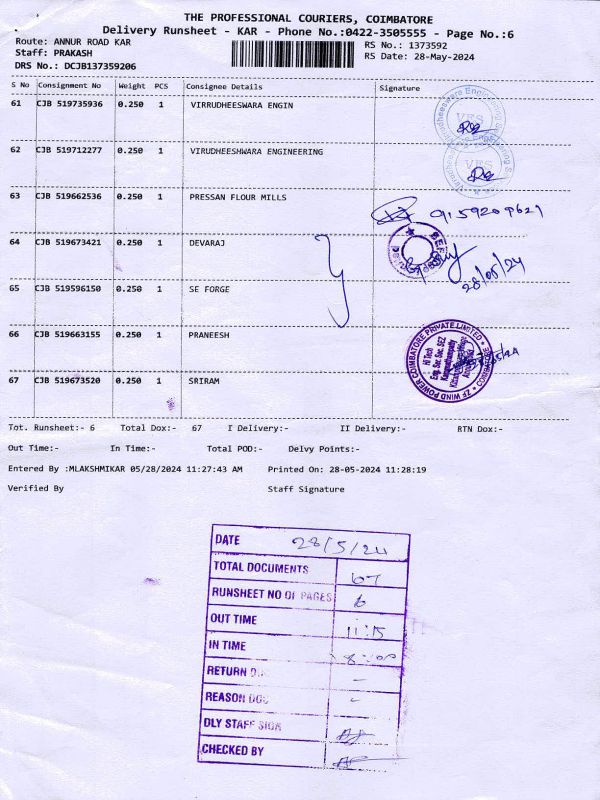 THE PROFESSIONAL COURIERS, COIMBATORE
Delivery Runsheet - KAR - Phone No.:0422-3505555 - Page No.:6
Route: ANNUR ROAD KAR
RS No.: 1373592
Staff: PRAKASH
RS Date: 28-May-2024
DRS No.: DCJB137359206
S No Consignment No Weight PCS Consignee Details Signature
61 CJB 519735936 0.250 1 VIRRUDHEESWARA ENGIN
62 CJB 519712277 0.250 1 VIRUDHEESHWARA ENGINEERING
VES
VES
63 CJB 519662536 0.250 1 PRESSAN FLOUR MILLS
64 CJB 519673421 0.250 1 DEVARAJ
28/05/24
65 CJB 519596150 0.250 1 SE FORGE
66 CJB 519663155 0.250 1 PRANEESH
ZF WIND POWER COIMBATORE PRIVATE LIMITED
Hi Tech
67 CJB 519673520 0.250 1 SRIRAM
Tot. Runsheet:- 6 Total Dox:- 67 I Delivery:- II Delivery:- RTN Dox:-
Out Time:- In Time:- Total POD:- Delvy Points:-
Entered By :MLAKSHMIKAR 05/28/2024 11:27:43 AM Printed On: 28-05-2024 11:28:19
Verified By Staff Signature
DATE 28/5/24
TOTAL DOCUMENTS 67
RUNSHEET NO OF PAGES 6
OUT TIME 11:15
IN TIME
RETURN
REASON DOC
DLY STAFF SIGN
CHECKED BY